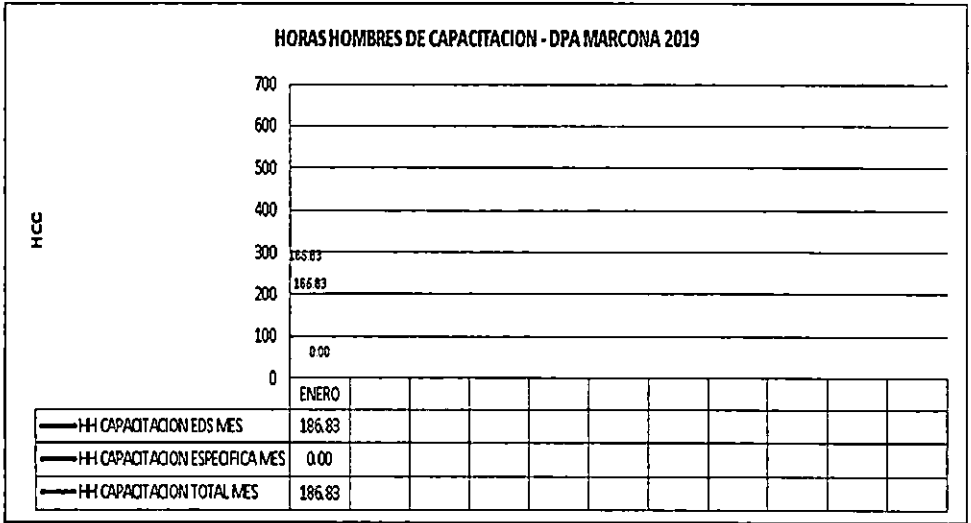 HORAS HOMBRES DE CAPACITACION - DPA MARCONA 2019
HCC
700
600
500
400
300
200
100
0
186.83
186.83
0.00
ENERO
HH CAPACITACION EDS MES 186.83
HH CAPACITACION ESPECIFICA MES 0.00
HH CAPACITACION TOTAL MES 186.83